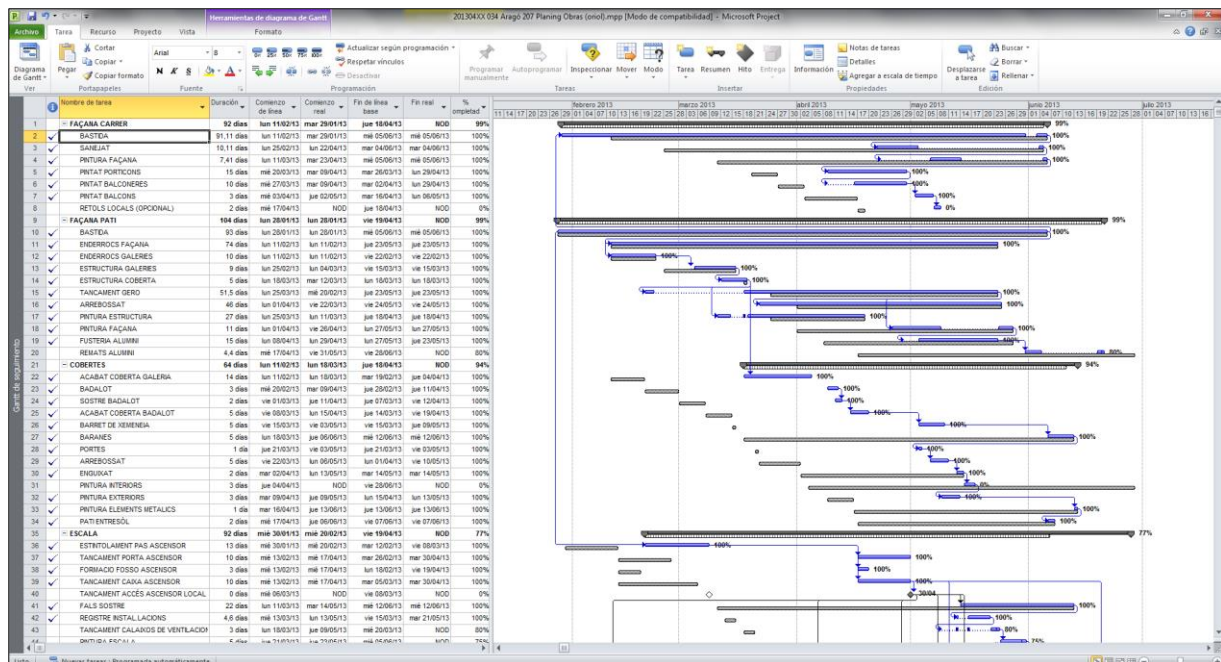 Herramientas de diagrama de Gantt
201304XX 034 Aragó 207 Planing Obras (oriol).mpp [Modo de compatibilidad] - Microsoft Project
Archivo Tarea Recurso Proyecto Vista Formato
Diagrama de Gantt
Pegar
Cortar
Copiar
Copiar formato
Arial 8
N K S
Actualizar según programación
Respetar vínculos
Desactivar
Programar manualmente
Autoprogramar
Inspeccionar Mover Modo
Tarea Resumen Hito Entrega
Información
Notas de tareas
Detalles
Agregar a escala de tiempo
Desplazarse a tarea
Buscar
Borrar
Rellenar
Ver Portapapeles Fuente Programación Tareas Insertar Propiedades Edición
Nombre de tarea Duración Comienzo de línea Comienzo real Fin de línea base Fin real % ompletad
febrero 2013 marzo 2013 abril 2013 mayo 2013 junio 2013 julio 2013
1 FAÇANA CARRER 92 días lun 11/02/13 mar 29/01/13 jue 18/04/13 NOD 99%
2 BASTIDA 91,11 días lun 11/02/13 mar 29/01/13 mié 05/06/13 mié 05/06/13 100%
3 SANEJAT 10,11 días lun 25/02/13 lun 22/04/13 mar 04/06/13 mar 04/06/13 100%
4 PINTURA FAÇANA 7,41 días lun 11/03/13 mar 23/04/13 mié 05/06/13 mié 05/06/13 100%
5 PINTAT PORTICONS 15 días mié 20/03/13 mar 09/04/13 mar 26/03/13 lun 29/04/13 100%
6 PINTAT BALCONERES 10 días mié 27/03/13 mar 09/04/13 mar 02/04/13 lun 29/04/13 100%
7 PINTAT BALCONS 3 días mié 03/04/13 jue 02/05/13 mar 16/04/13 lun 06/05/13 100%
8 RETOLS LOCALS (OPCIONAL) 2 días mié 17/04/13 NOD jue 18/04/13 NOD 0%
9 FAÇANA PATI 104 días lun 28/01/13 lun 28/01/13 vie 19/04/13 NOD 99%
10 BASTIDA 93 días lun 28/01/13 lun 28/01/13 mié 05/06/13 mié 05/06/13 100%
11 ENDERROCS FAÇANA 74 días lun 11/02/13 lun 11/02/13 jue 23/05/13 jue 23/05/13 100%
12 ENDERROCS GALERIES 10 días lun 11/02/13 lun 11/02/13 vie 22/02/13 vie 22/02/13 100%
13 ESTRUCTURA GALERIES 9 días lun 25/02/13 lun 04/03/13 vie 15/03/13 vie 15/03/13 100%
14 ESTRUCTURA COBERTA 5 días lun 18/03/13 mar 12/03/13 lun 18/03/13 lun 18/03/13 100%
15 TANCAMENT GERO 51,5 días lun 25/03/13 mié 20/02/13 jue 23/05/13 jue 23/05/13 100%
16 ARREBOSSAT 46 días lun 01/04/13 vie 22/03/13 vie 24/05/13 vie 24/05/13 100%
17 PINTURA ESTRUCTURA 27 días lun 25/03/13 lun 11/03/13 jue 18/04/13 jue 18/04/13 100%
18 PINTURA FAÇANA 11 días lun 01/04/13 vie 26/04/13 lun 27/05/13 lun 27/05/13 100%
19 FUSTERIA ALUMINI 15 días lun 08/04/13 lun 29/04/13 lun 27/05/13 jue 23/05/13 100%
20 REMATS ALUMINI 4,4 días mié 17/04/13 vie 31/05/13 vie 28/06/13 NOD 80%
21 COBERTES 64 días lun 11/02/13 lun 18/03/13 jue 18/04/13 NOD 94%
22 ACABAT COBERTA GALERIA 14 días lun 11/02/13 lun 18/03/13 mar 19/02/13 jue 04/04/13 100%
23 BADALOT 3 días mié 20/02/13 mar 09/04/13 jue 28/02/13 jue 11/04/13 100%
24 SOSTRE BADALOT 2 días vie 01/03/13 jue 11/04/13 jue 07/03/13 vie 12/04/13 100%
25 ACABAT COBERTA BADALOT 5 días vie 08/03/13 lun 15/04/13 jue 14/03/13 vie 19/04/13 100%
26 BARRET DE XEMENEIA 5 días vie 15/03/13 vie 03/05/13 vie 15/03/13 jue 09/05/13 100%
27 BARANES 5 días lun 18/03/13 jue 06/06/13 mié 12/06/13 mié 12/06/13 100%
28 PORTES 1 día jue 21/03/13 vie 03/05/13 jue 21/03/13 vie 03/05/13 100%
29 ARREBOSSAT 5 días vie 22/03/13 lun 06/05/13 lun 01/04/13 vie 10/05/13 100%
30 ENGUIXAT 2 días mar 02/04/13 lun 13/05/13 mar 14/05/13 mar 14/05/13 100%
31 PINTURA INTERIORS 3 días jue 04/04/13 NOD vie 28/06/13 NOD 0%
32 PINTURA EXTERIORS 3 días mar 09/04/13 jue 09/05/13 lun 15/04/13 lun 13/05/13 100%
33 PINTURA ELEMENTS METALICS 1 día mar 16/04/13 jue 13/06/13 jue 13/06/13 jue 13/06/13 100%
34 PATI ENTRESÒL 2 días mié 17/04/13 jue 06/06/13 vie 07/06/13 vie 07/06/13 100%
35 ESCALA 92 días mié 30/01/13 mié 20/02/13 vie 19/04/13 NOD 77%
36 ESTINTOLAMENT PAS ASCENSOR 13 días mié 30/01/13 mié 20/02/13 mar 12/02/13 vie 08/03/13 100%
37 TANCAMENT PORTA ASCENSOR 10 días mié 13/02/13 mié 17/04/13 mar 26/02/13 mar 30/04/13 100%
38 FORMACIO FOSSO ASCENSOR 3 días mié 13/02/13 mié 17/04/13 lun 18/02/13 vie 19/04/13 100%
39 TANCAMENT CAIXA ASCENSOR 10 días mié 13/02/13 mié 17/04/13 mar 05/03/13 mar 30/04/13 100%
40 TANCAMENT ACCÉS ASCENSOR LOCAL 0 días mié 06/03/13 NOD vie 08/03/13 NOD 0%
30/04
41 FALS SOSTRE 22 días lun 11/03/13 mar 14/05/13 mié 12/06/13 mié 12/06/13 100%
42 REGISTRE INSTAL.LACIONS 4,6 días mié 13/03/13 lun 13/05/13 vie 15/03/13 mar 21/05/13 100%
43 TANCAMENT CALAIXOS DE VENTILACION 3 días lun 18/03/13 jue 09/05/13 mié 20/03/13 NOD 80%
44 PINTURA ESCALA 5 días jue 21/03/13 jue 23/05/13 mié 05/06/13 NOD 75%
Gantt de seguimiento
Listo Nuevas tareas : Programada automáticamente